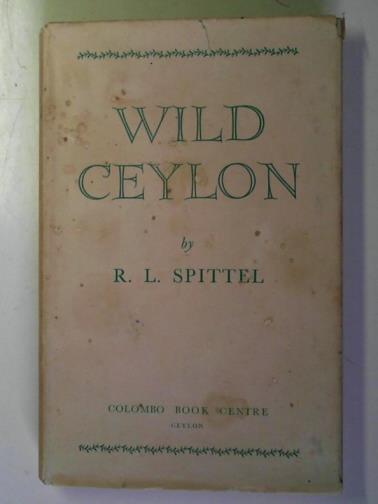 WILD
CEYLON
by
R. L. SPITTEL
COLOMBO BOOK CENTRE
CEYLON